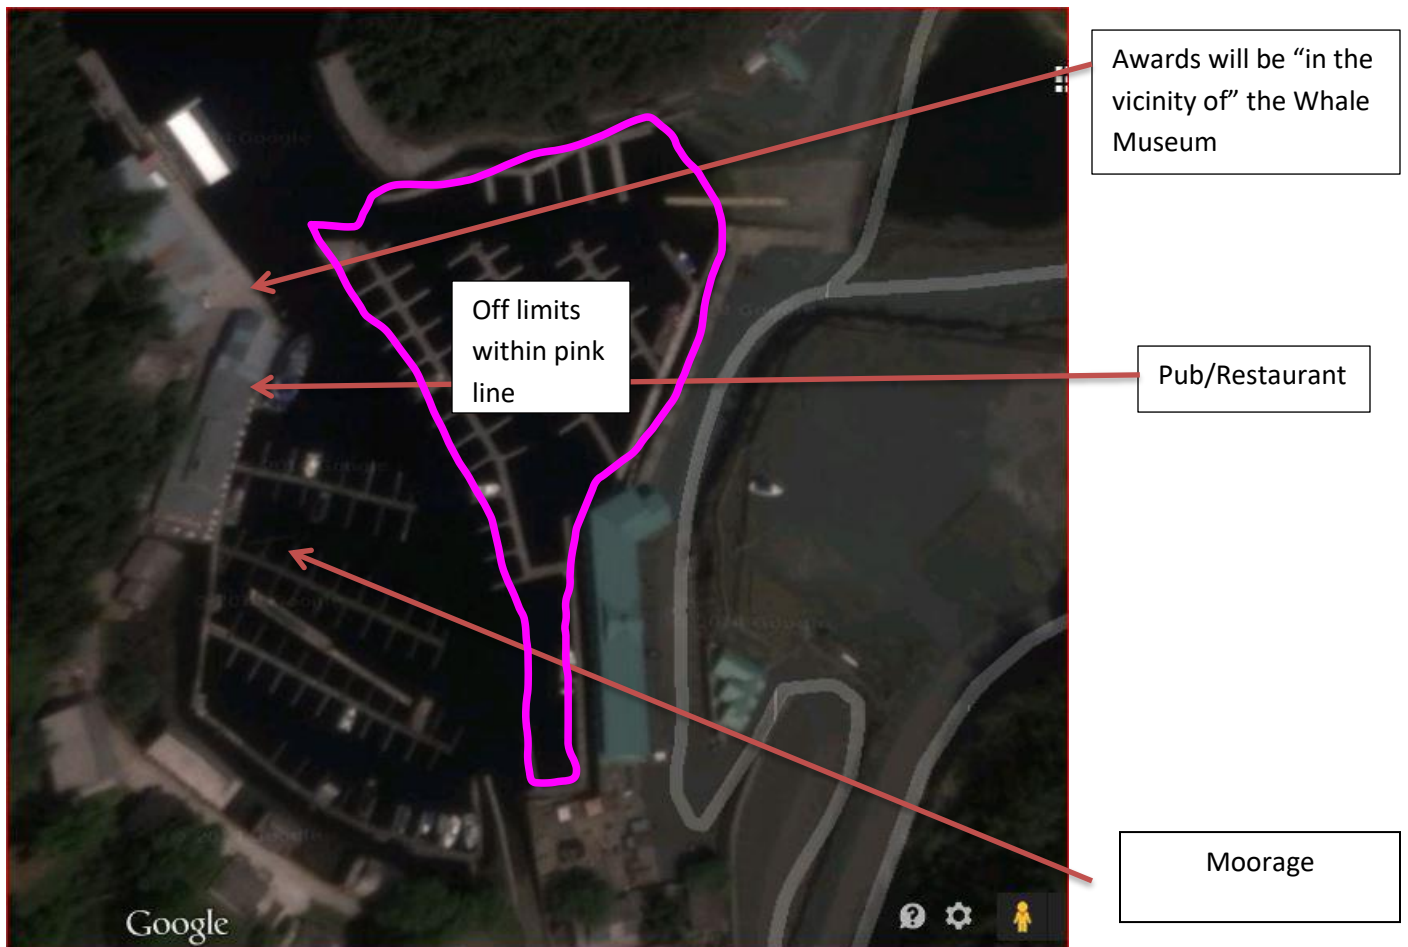 Awards will be “in the
vicinity of” the Whale
Museum
Off limits
within pink
line
Pub/Restaurant
Moorage
Google